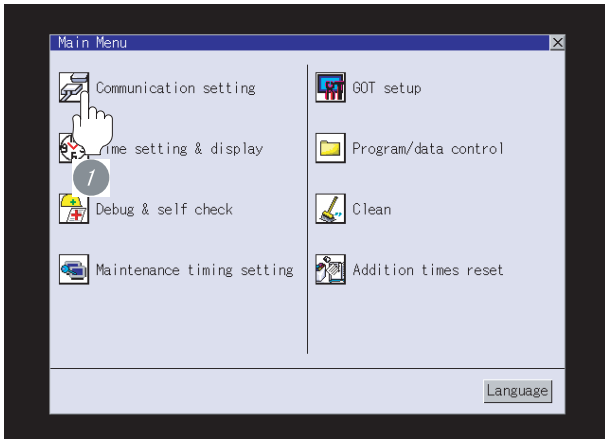 Main Menu
Communication setting
GOT setup
Time setting & display
Program/data control
1
Debug & self check
Clean
Maintenance timing setting
Addition times reset
Language